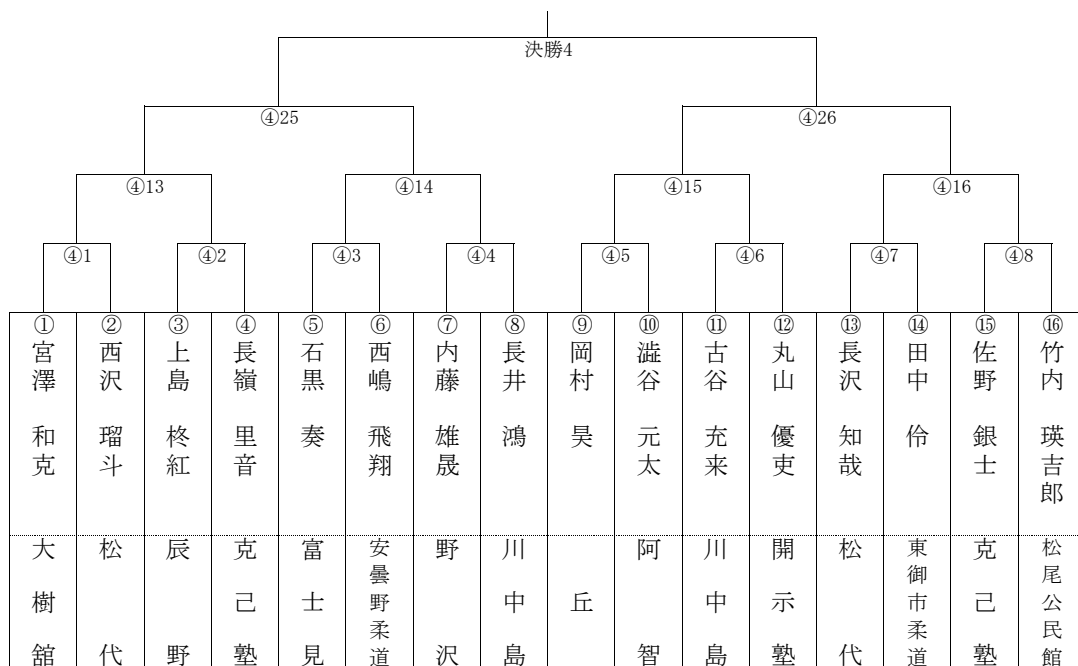 決勝4
④25 ④26
④13 ④14 ④15 ④16
④1 ④2 ④3 ④4 ④5 ④6 ④7 ④8
① 宮澤 和克 大樹舘
② 西沢 瑠斗 松代
③ 上島 柊紅 辰野
④ 長嶺 里音 克己塾
⑤ 石黒 奏 富士見
⑥ 西嶋 飛翔 安曇野柔道
⑦ 内藤 雄晟 野沢
⑧ 長井 鴻 川中島
⑨ 岡村 昊 丘
⑩ 澁谷 元太 阿智
⑪ 古谷 充来 川中島
⑫ 丸山 優吏 開示塾
⑬ 長沢 知哉 松代
⑭ 田中 伶 東御市柔道
⑮ 佐野 銀士 克己塾
⑯ 竹内 瑛吉郎 松尾公民館